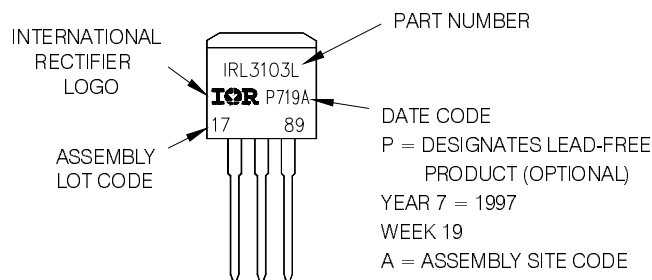 INTERNATIONAL
RECTIFIER
LOGO
ASSEMBLY
LOT CODE
IRL3103L
IOR P719A
17 89
PART NUMBER
DATE CODE
P = DESIGNATES LEAD-FREE
PRODUCT (OPTIONAL)
YEAR 7 = 1997
WEEK 19
A = ASSEMBLY SITE CODE